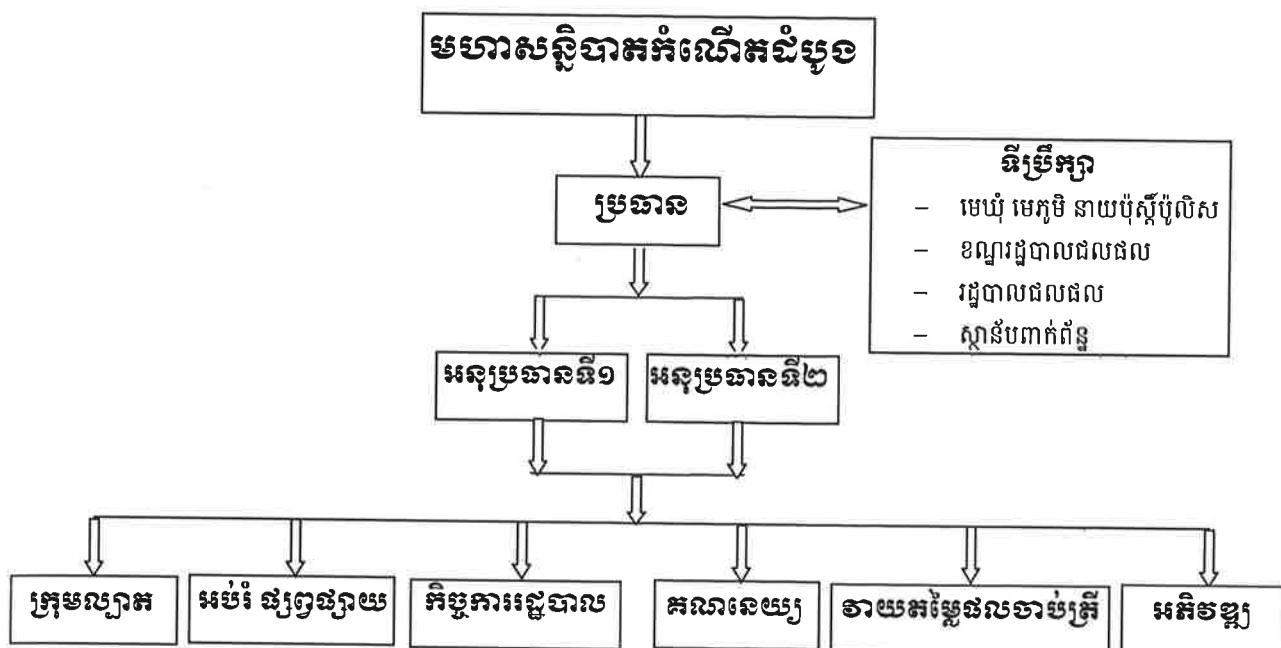 មហាសន្និបាតកំណើតដំបូង
ប្រធាន
ទីប្រឹក្សា
– មេឃុំ មេភូមិ នាយប៉ុស្តិ៍ប៉ូលិស
– ខណ្ឌរដ្ឋបាលជលផល
– រដ្ឋបាលជលផល
– ស្ថាន័បពាក់ព័ន្ធ
អនុប្រធានទី១
អនុប្រធានទី២
ក្រុមល្បាត
អប់រំ ផ្សព្វផ្សាយ
កិច្ចការរដ្ឋបាល
គណនេយ្យ
វាយតម្លៃផលចាប់ត្រី
អភិវឌ្ឍ